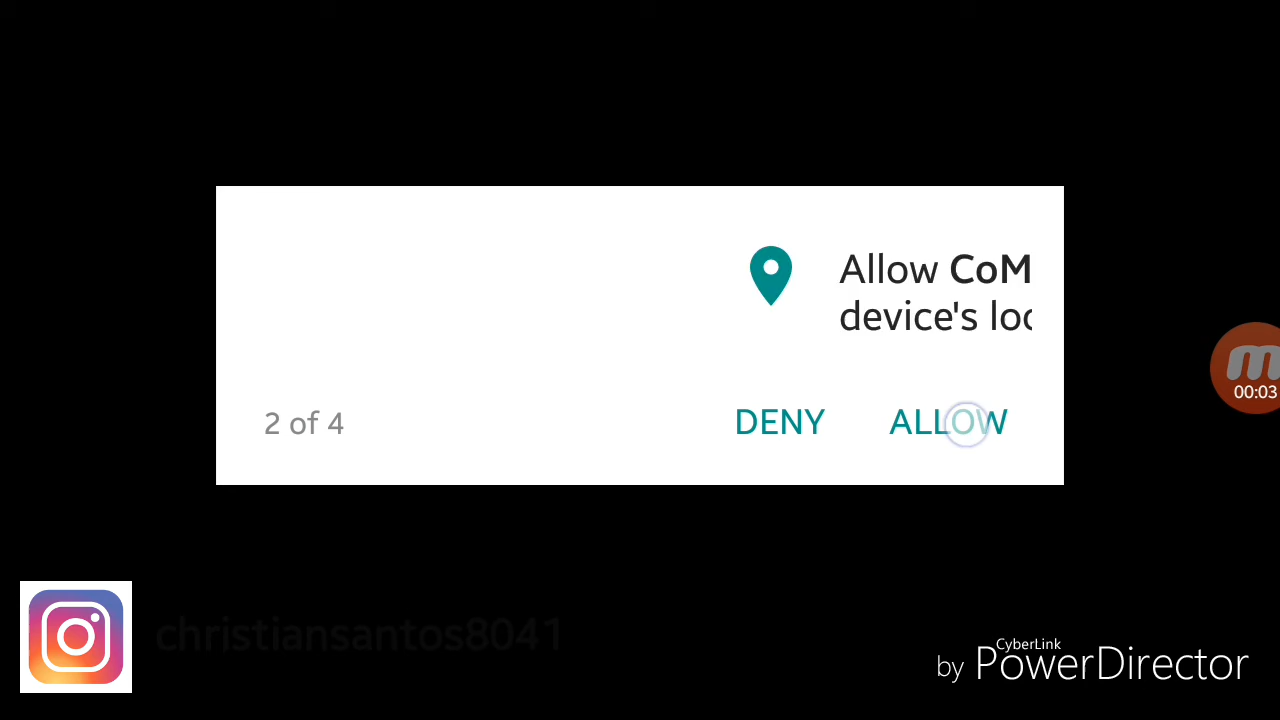 Allow CoM
device's loc
2 of 4
DENY ALLOW
00:03
christiansantos8041
CyberLink
by PowerDirector